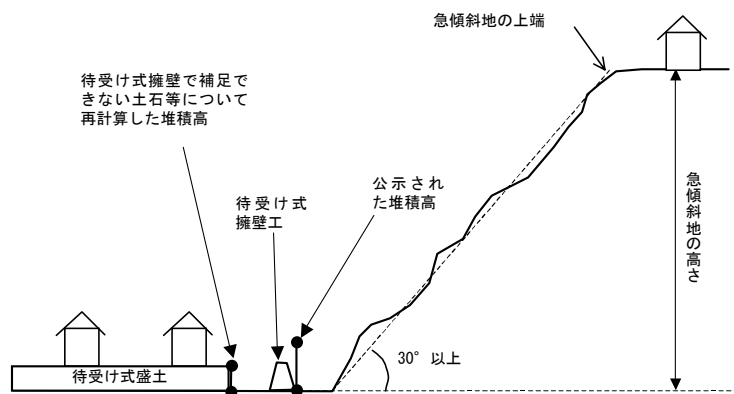 急傾斜地の上端
待受け式擁壁で補足で
きない土石等について
再計算した堆積高
公示され
た堆積高
待受け式
擁壁工
急傾斜地の高さ
30°以上
待受け式盛土